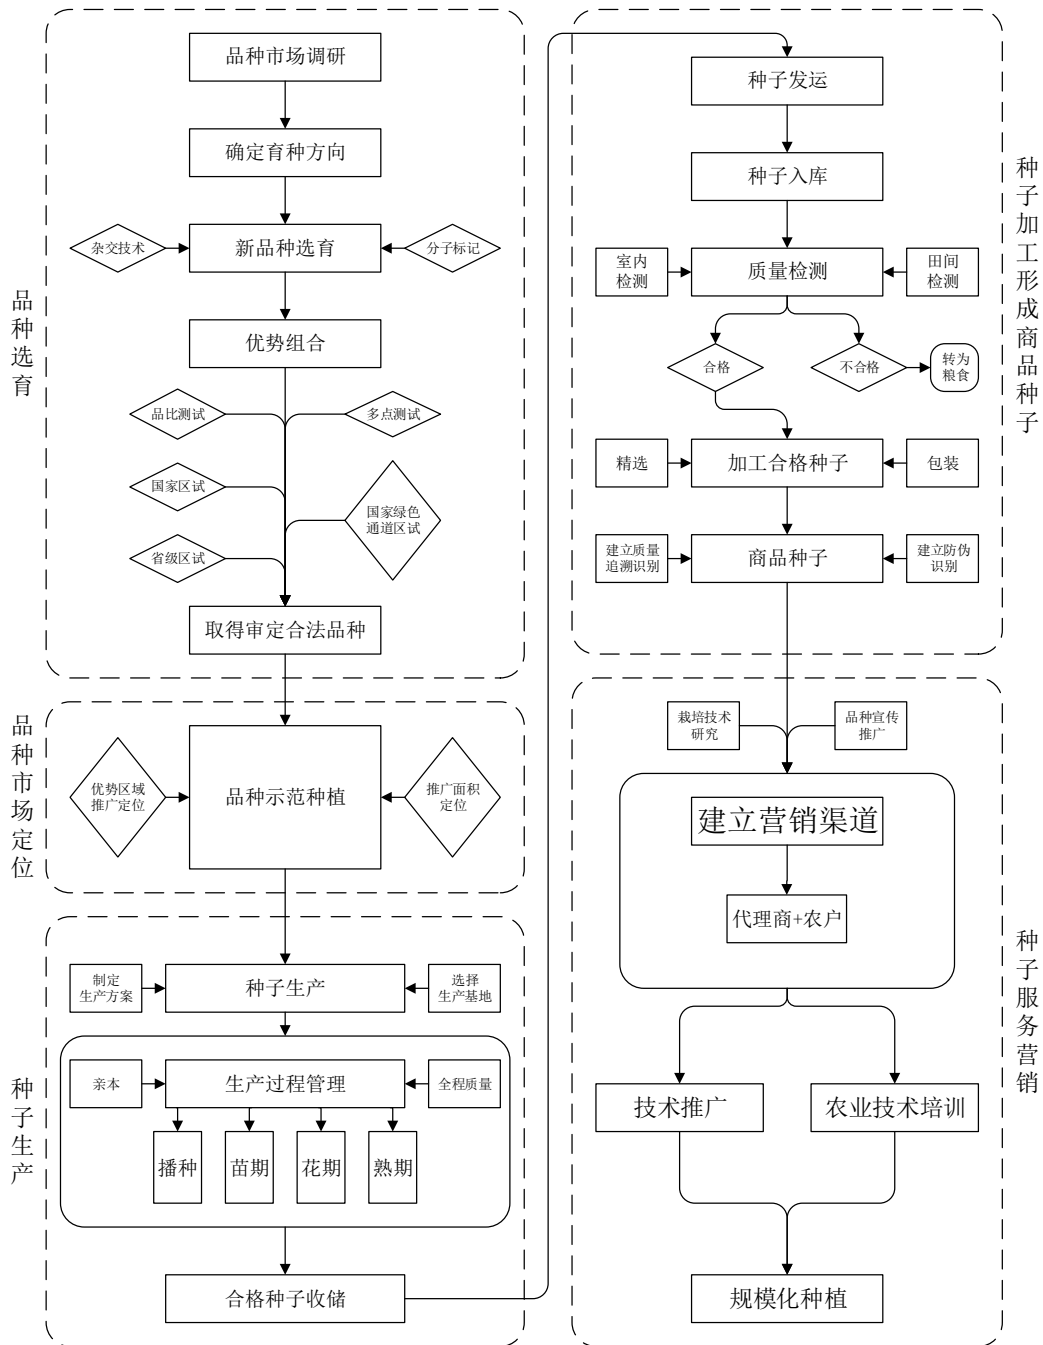 品种选育
品种市场调研
确定育种方向
杂交技术
新品种选育
分子标记
优势组合
品比测试
多点测试
国家区试
国家绿色
通道区试
省级区试
取得审定合法品种
品种市场定位
优势区域
推广定位
品种示范种植
推广面积
定位
种子生产
制定
生产方案
种子生产
选择
生产基地
亲本
生产过程管理
全程质量
播种
苗期
花期
熟期
合格种子收储
种子加工形成商品种子
种子发运
种子入库
室内
检测
质量检测
田间
检测
合格
不合格
转为
粮食
精选
加工合格种子
包装
建立质量
追溯识别
商品种子
建立防伪
识别
种子服务营销
栽培技术
研究
品种宣传
推广
建立营销渠道
代理商+农户
技术推广
农业技术培训
规模化种植